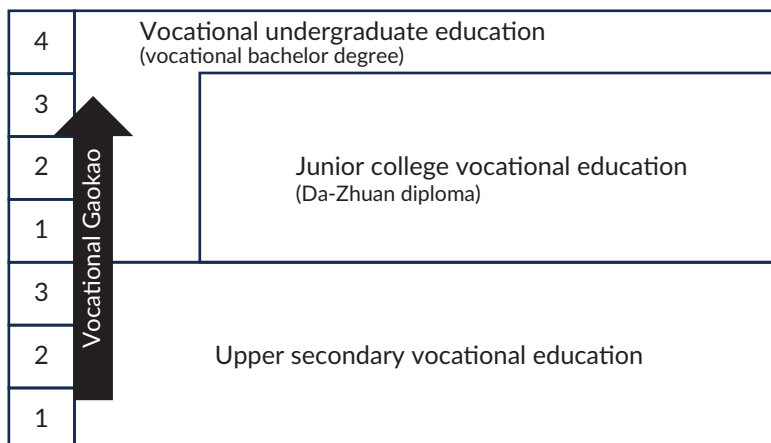 4
Vocational undergraduate education
(vocational bachelor degree)
3
2
Junior college vocational education
(Da-Zhuan diploma)
1
Vocational Gaokao
3
2
Upper secondary vocational education
1